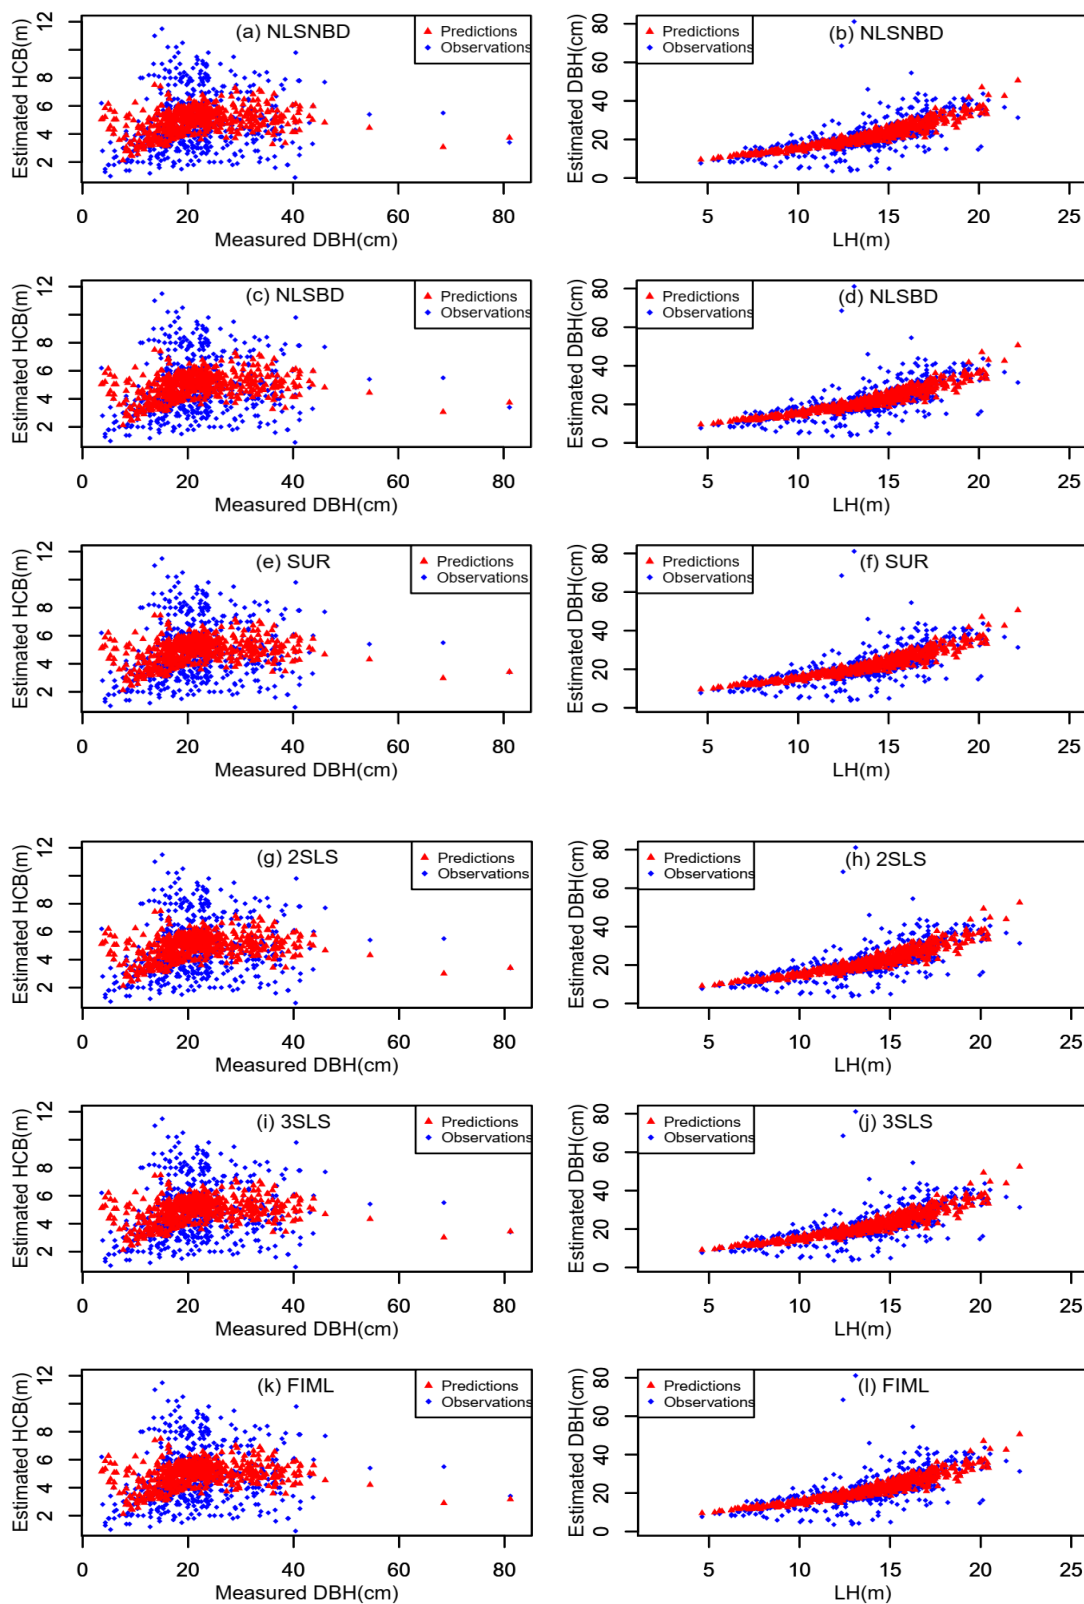 (a) NLSNBD
Predictions
Observations
Estimated HCB(m)
2 4 6 8 12
0 20 40 60 80
Measured DBH(cm)
(b) NLSNBD
Predictions
Observations
Estimated DBH(cm)
0 20 40 60 80
5 10 15 20 25
LH(m)
(c) NLSBD
Predictions
Observations
Estimated HCB(m)
2 4 6 8 12
0 20 40 60 80
Measured DBH(cm)
(d) NLSBD
Predictions
Observations
Estimated DBH(cm)
0 20 40 60 80
5 10 15 20 25
LH(m)
(e) SUR
Predictions
Observations
Estimated HCB(m)
2 4 6 8 12
0 20 40 60 80
Measured DBH(cm)
(f) SUR
Predictions
Observations
Estimated DBH(cm)
0 20 40 60 80
5 10 15 20 25
LH(m)
(g) 2SLS
Predictions
Observations
Estimated HCB(m)
2 4 6 8 12
0 20 40 60 80
Measured DBH(cm)
(h) 2SLS
Predictions
Observations
Estimated DBH(cm)
0 20 40 60 80
5 10 15 20 25
LH(m)
(i) 3SLS
Predictions
Observations
Estimated HCB(m)
2 4 6 8 12
0 20 40 60 80
Measured DBH(cm)
(j) 3SLS
Predictions
Observations
Estimated DBH(cm)
0 20 40 60 80
5 10 15 20 25
LH(m)
(k) FIML
Predictions
Observations
Estimated HCB(m)
2 4 6 8 12
0 20 40 60 80
Measured DBH(cm)
(l) FIML
Predictions
Observations
Estimated DBH(cm)
0 20 40 60 80
5 10 15 20 25
LH(m)